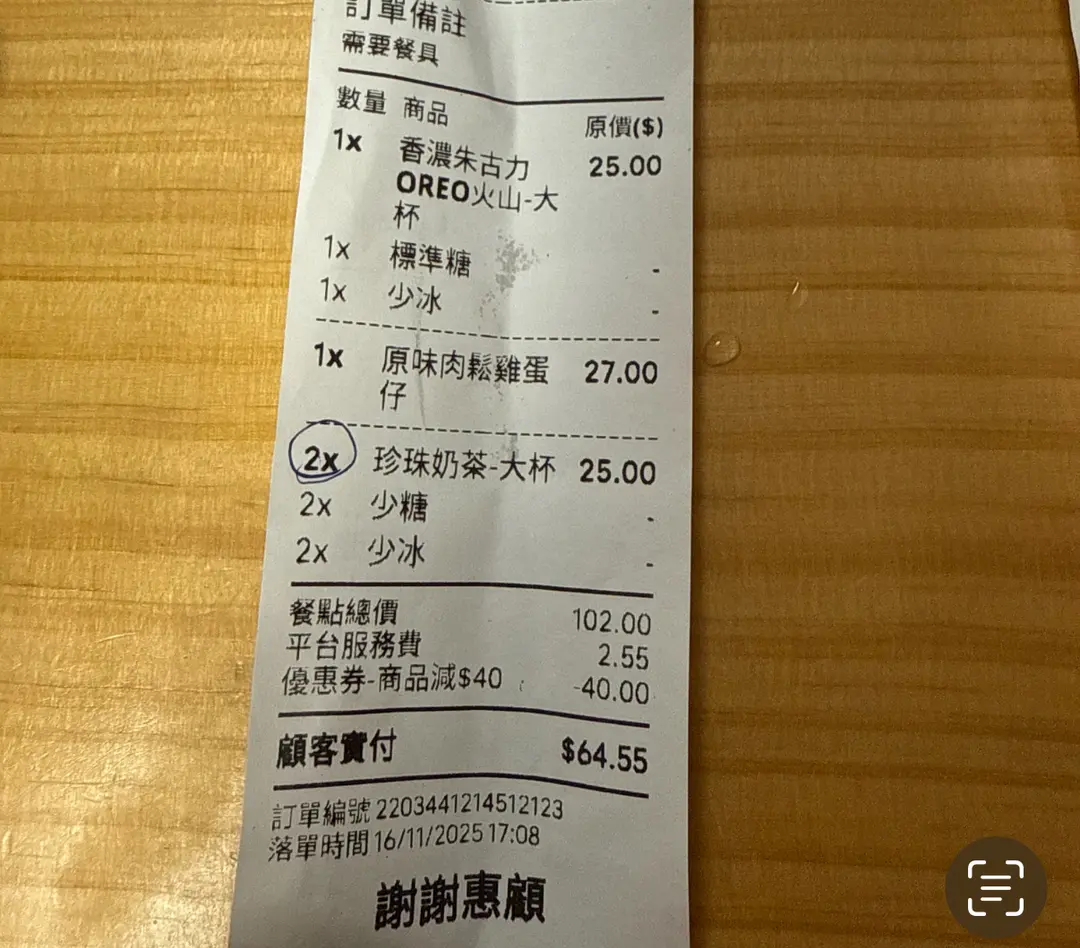 訂單備註
需要餐具
數量 商品 原價($)
1x 香濃朱古力 25.00
OREO火山-大
杯
1x 標準糖 -
1x 少冰 -
1x 原味肉鬆雞蛋 27.00
仔
2x 珍珠奶茶-大杯 25.00
2x 少糖 -
2x 少冰 -
餐點總價 102.00
平台服務費 2.55
優惠券-商品減$40 -40.00
顧客實付 $64.55
訂單編號 2203441214512123
落單時間 16/11/2025 17:08
謝謝惠顧